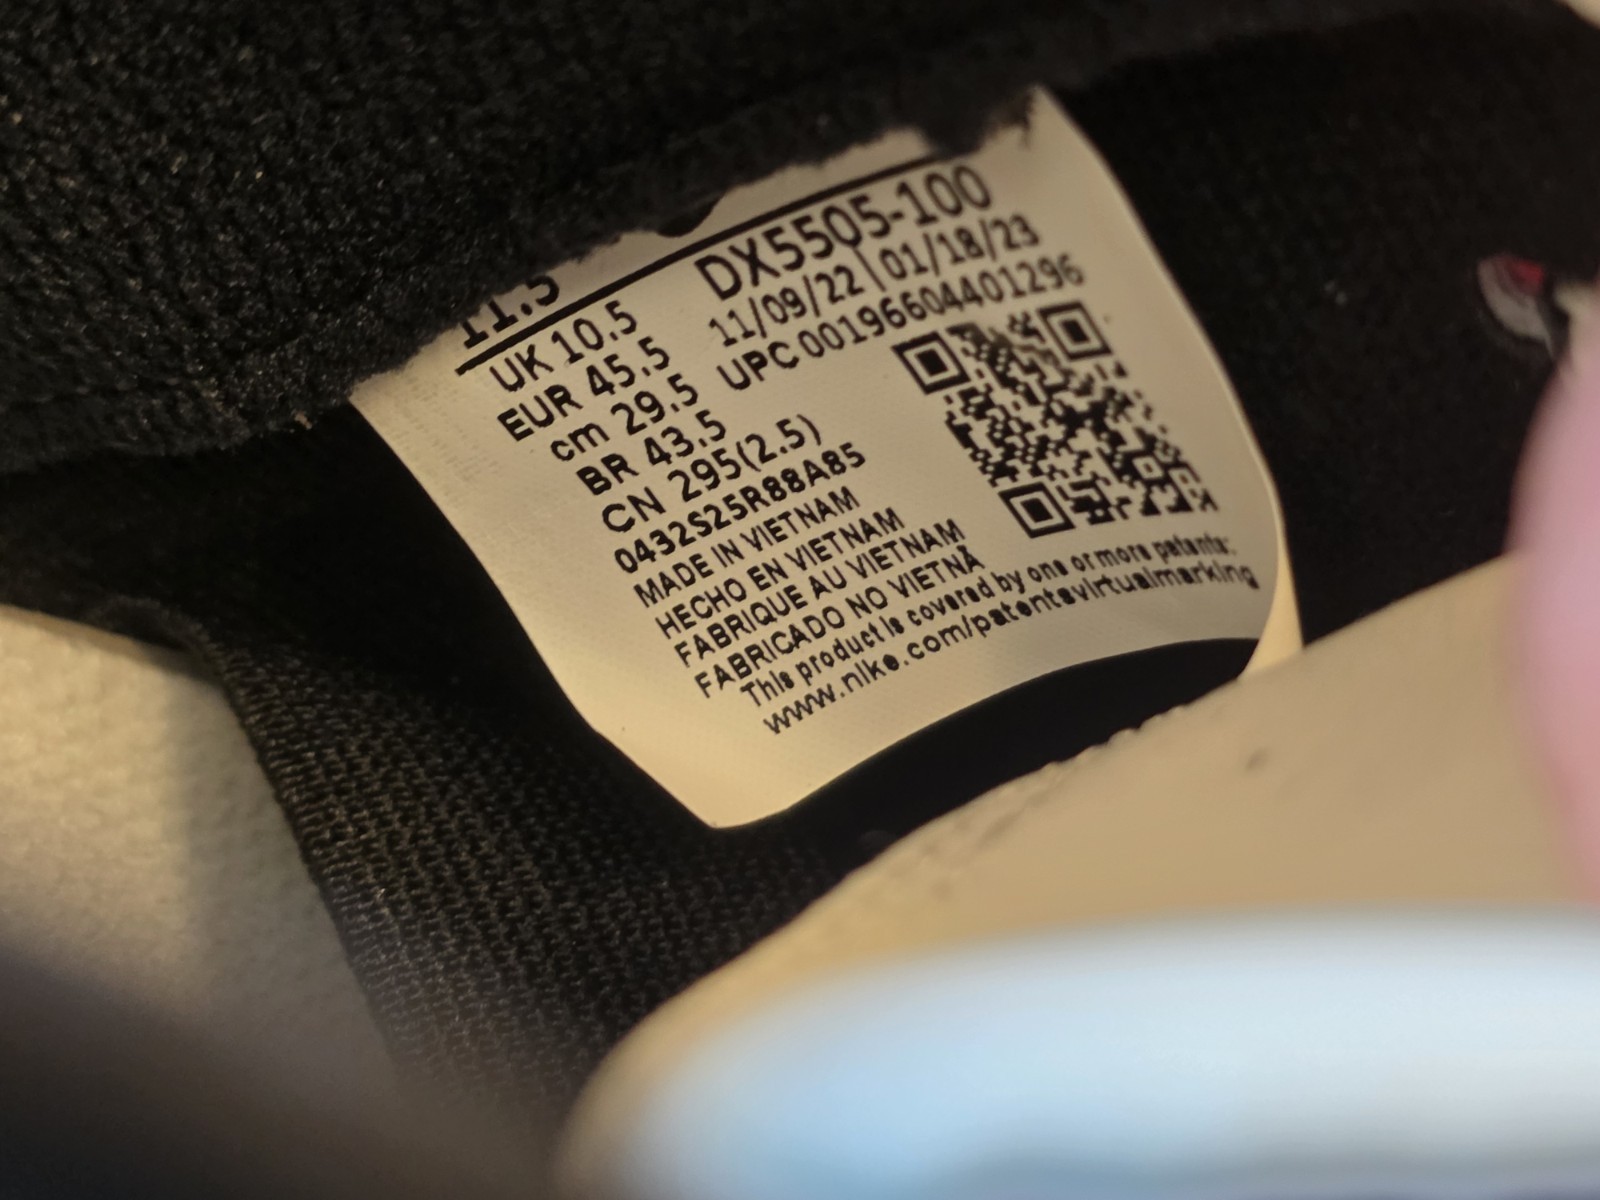 11.5
DX5505-100
UK 10.5
11/09/22 | 01/18/23
EUR 45.5
UPC 00196604401296
cm 29.5
BR 43.5
CN 295(2.5)
0432S25R88A85
MADE IN VIETNAM
HECHO EN VIETNAM
FABRIQUE AU VIETNAM
FABRICADO NO VIETNÃ
This product is covered by one or more patents:
www.nike.com/patentsvirtualmarking